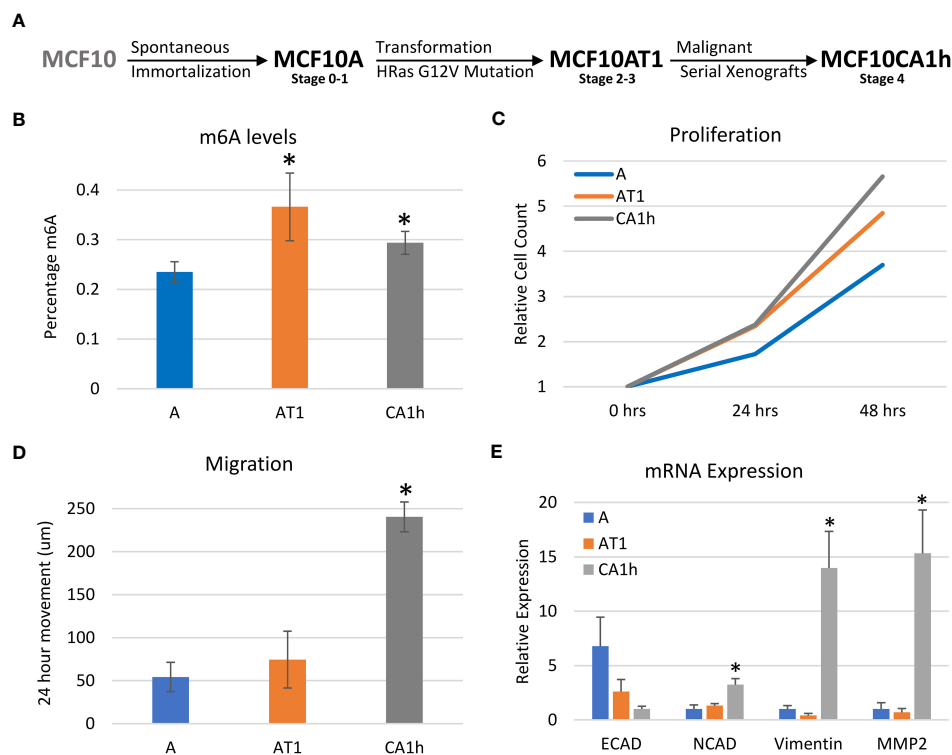 A
MCF10
Spontaneous
Immortalization
MCF10A
Stage 0-1
Transformation
HRas G12V Mutation
MCF10AT1
Stage 2-3
Malignant
Serial Xenografts
MCF10CA1h
Stage 4
B
m6A levels
Percentage m6A
0.4
0.3
0.2
0.1
0
*
*
A
AT1
CA1h
C
Proliferation
Relative Cell Count
6
5
4
3
2
1
A
AT1
CA1h
0 hrs
24 hrs
48 hrs
D
Migration
24 hour movement (um)
250
200
150
100
50
0
*
A
AT1
CA1h
E
mRNA Expression
Relative Expression
20
15
10
5
0
A
AT1
CA1h
*
*
*
ECAD
NCAD
Vimentin
MMP2